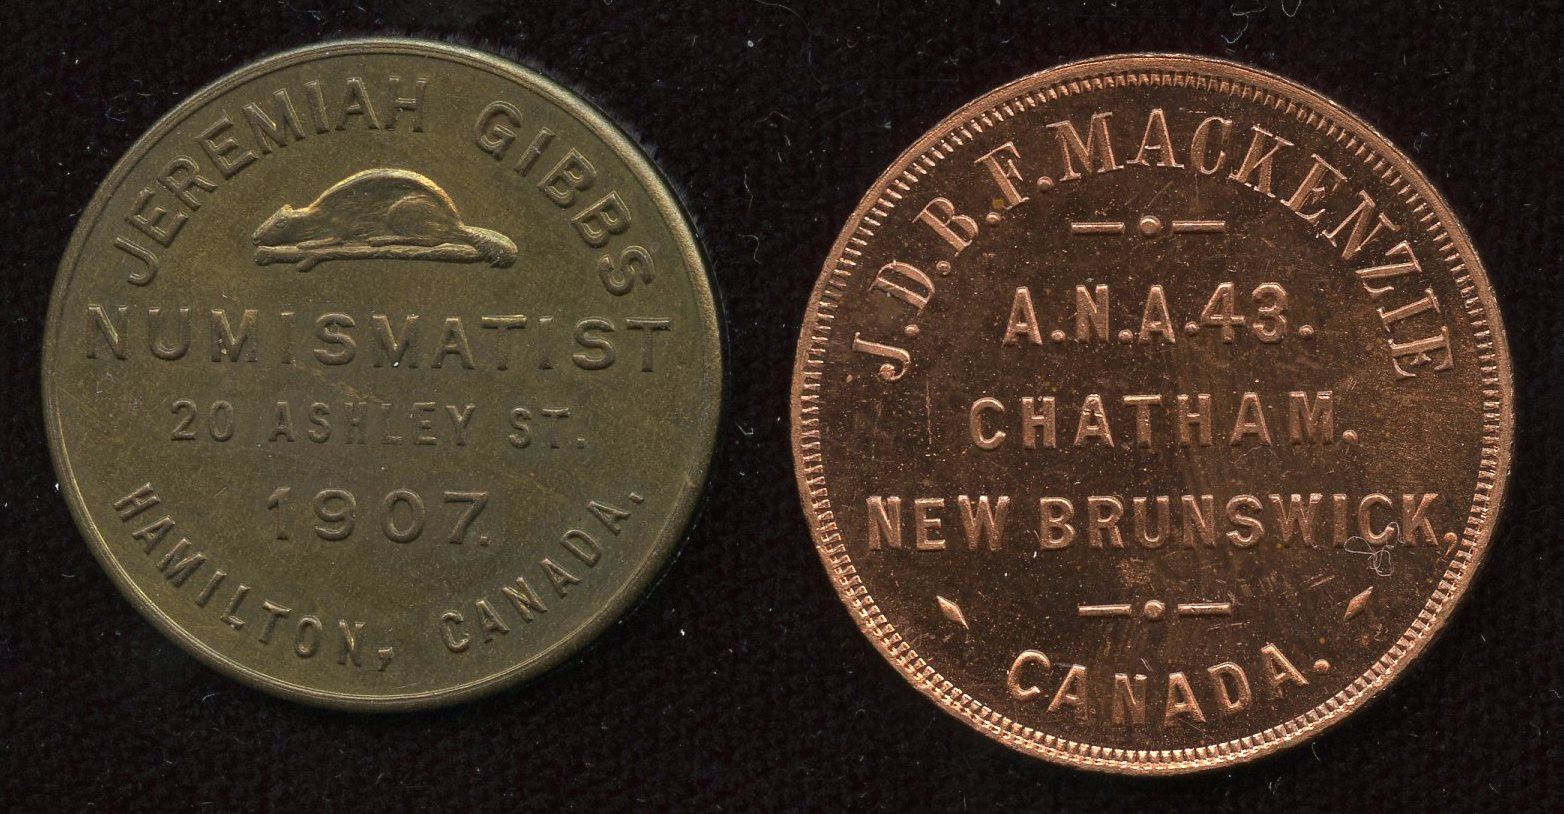 JEREMIAH GIBBS
NUMISMATIST
20 ASHLEY ST.
1907.
HAMILTON, CANADA.
J.D.B.F.MACKENZIE
A.N.A.43.
CHATHAM.
NEW BRUNSWICK,
CANADA.